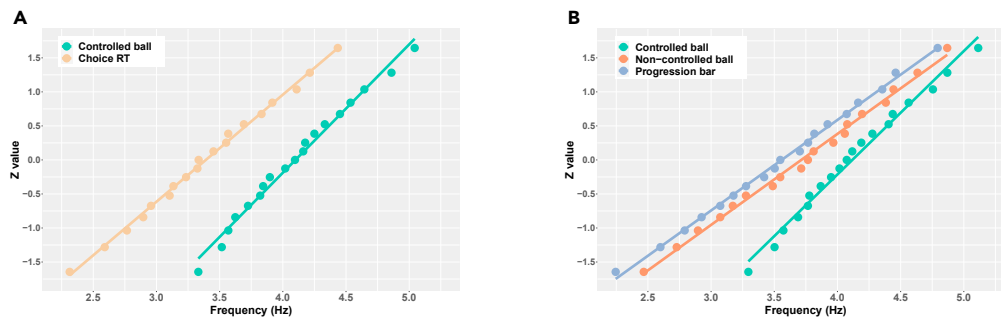 A
Controlled ball
Choice RT
1.5
1.0
0.5
0.0
−0.5
−1.0
−1.5
Z value
2.5 3.0 3.5 4.0 4.5 5.0
Frequency (Hz)
B
Controlled ball
Non−controlled ball
Progression bar
1.5
1.0
0.5
0.0
−0.5
−1.0
−1.5
Z value
2.5 3.0 3.5 4.0 4.5 5.0
Frequency (Hz)